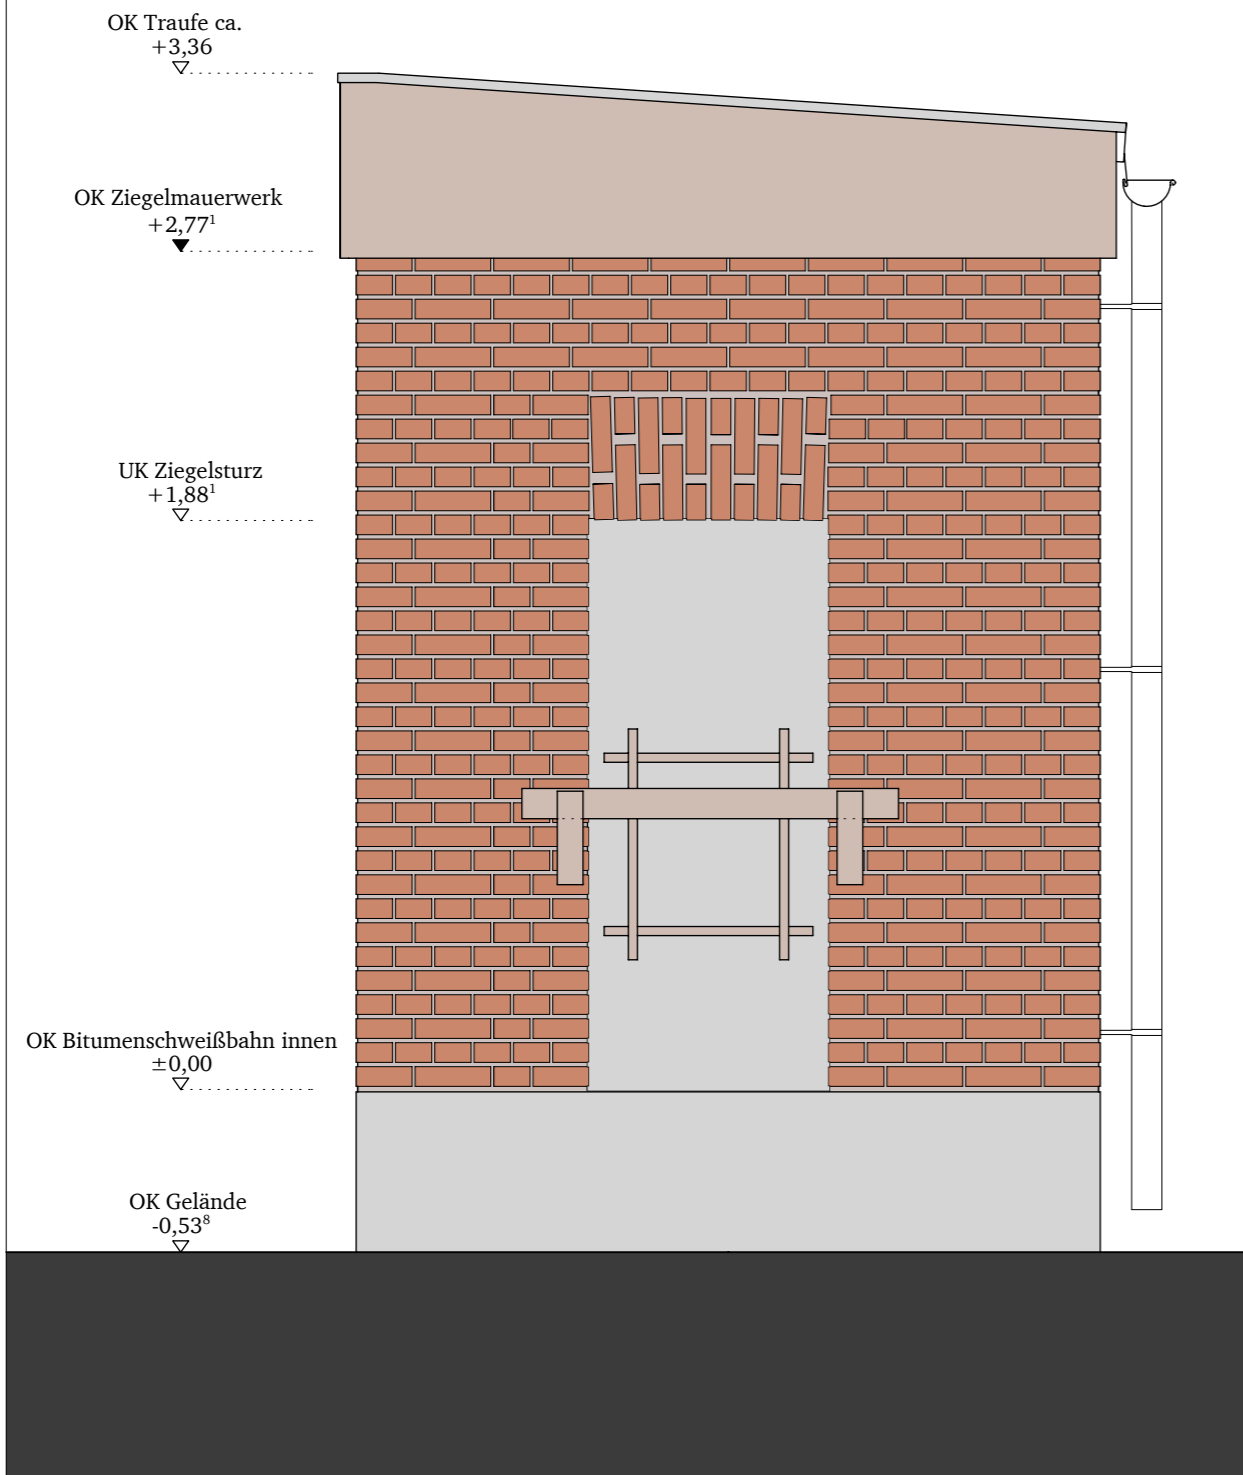 OK Traufe ca.
+3,36
OK Ziegelmauerwerk
+2,77¹
UK Ziegelsturz
+1,88¹
OK Bitumenschweißbahn innen
±0,00
OK Gelände
-0,53⁸